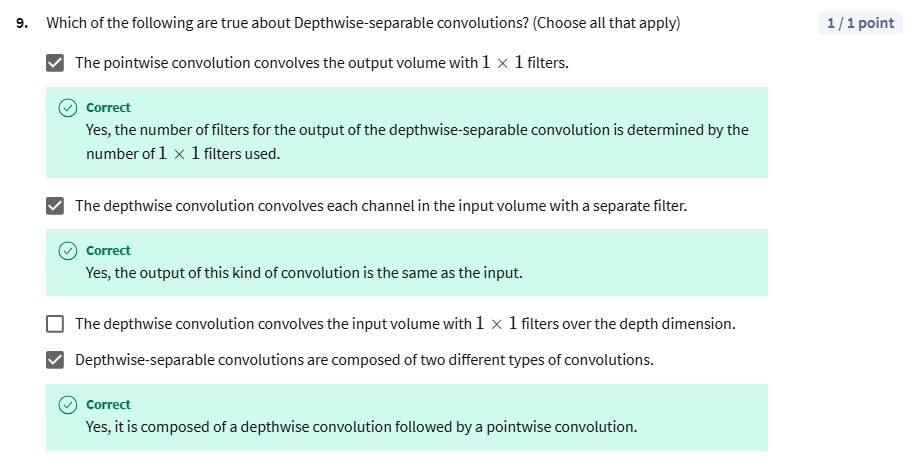 9. Which of the following are true about Depthwise-separable convolutions? (Choose all that apply)
1 / 1 point
The pointwise convolution convolves the output volume with 1 × 1 filters.
Correct
Yes, the number of filters for the output of the depthwise-separable convolution is determined by the
number of 1 × 1 filters used.
The depthwise convolution convolves each channel in the input volume with a separate filter.
Correct
Yes, the output of this kind of convolution is the same as the input.
The depthwise convolution convolves the input volume with 1 × 1 filters over the depth dimension.
Depthwise-separable convolutions are composed of two different types of convolutions.
Correct
Yes, it is composed of a depthwise convolution followed by a pointwise convolution.